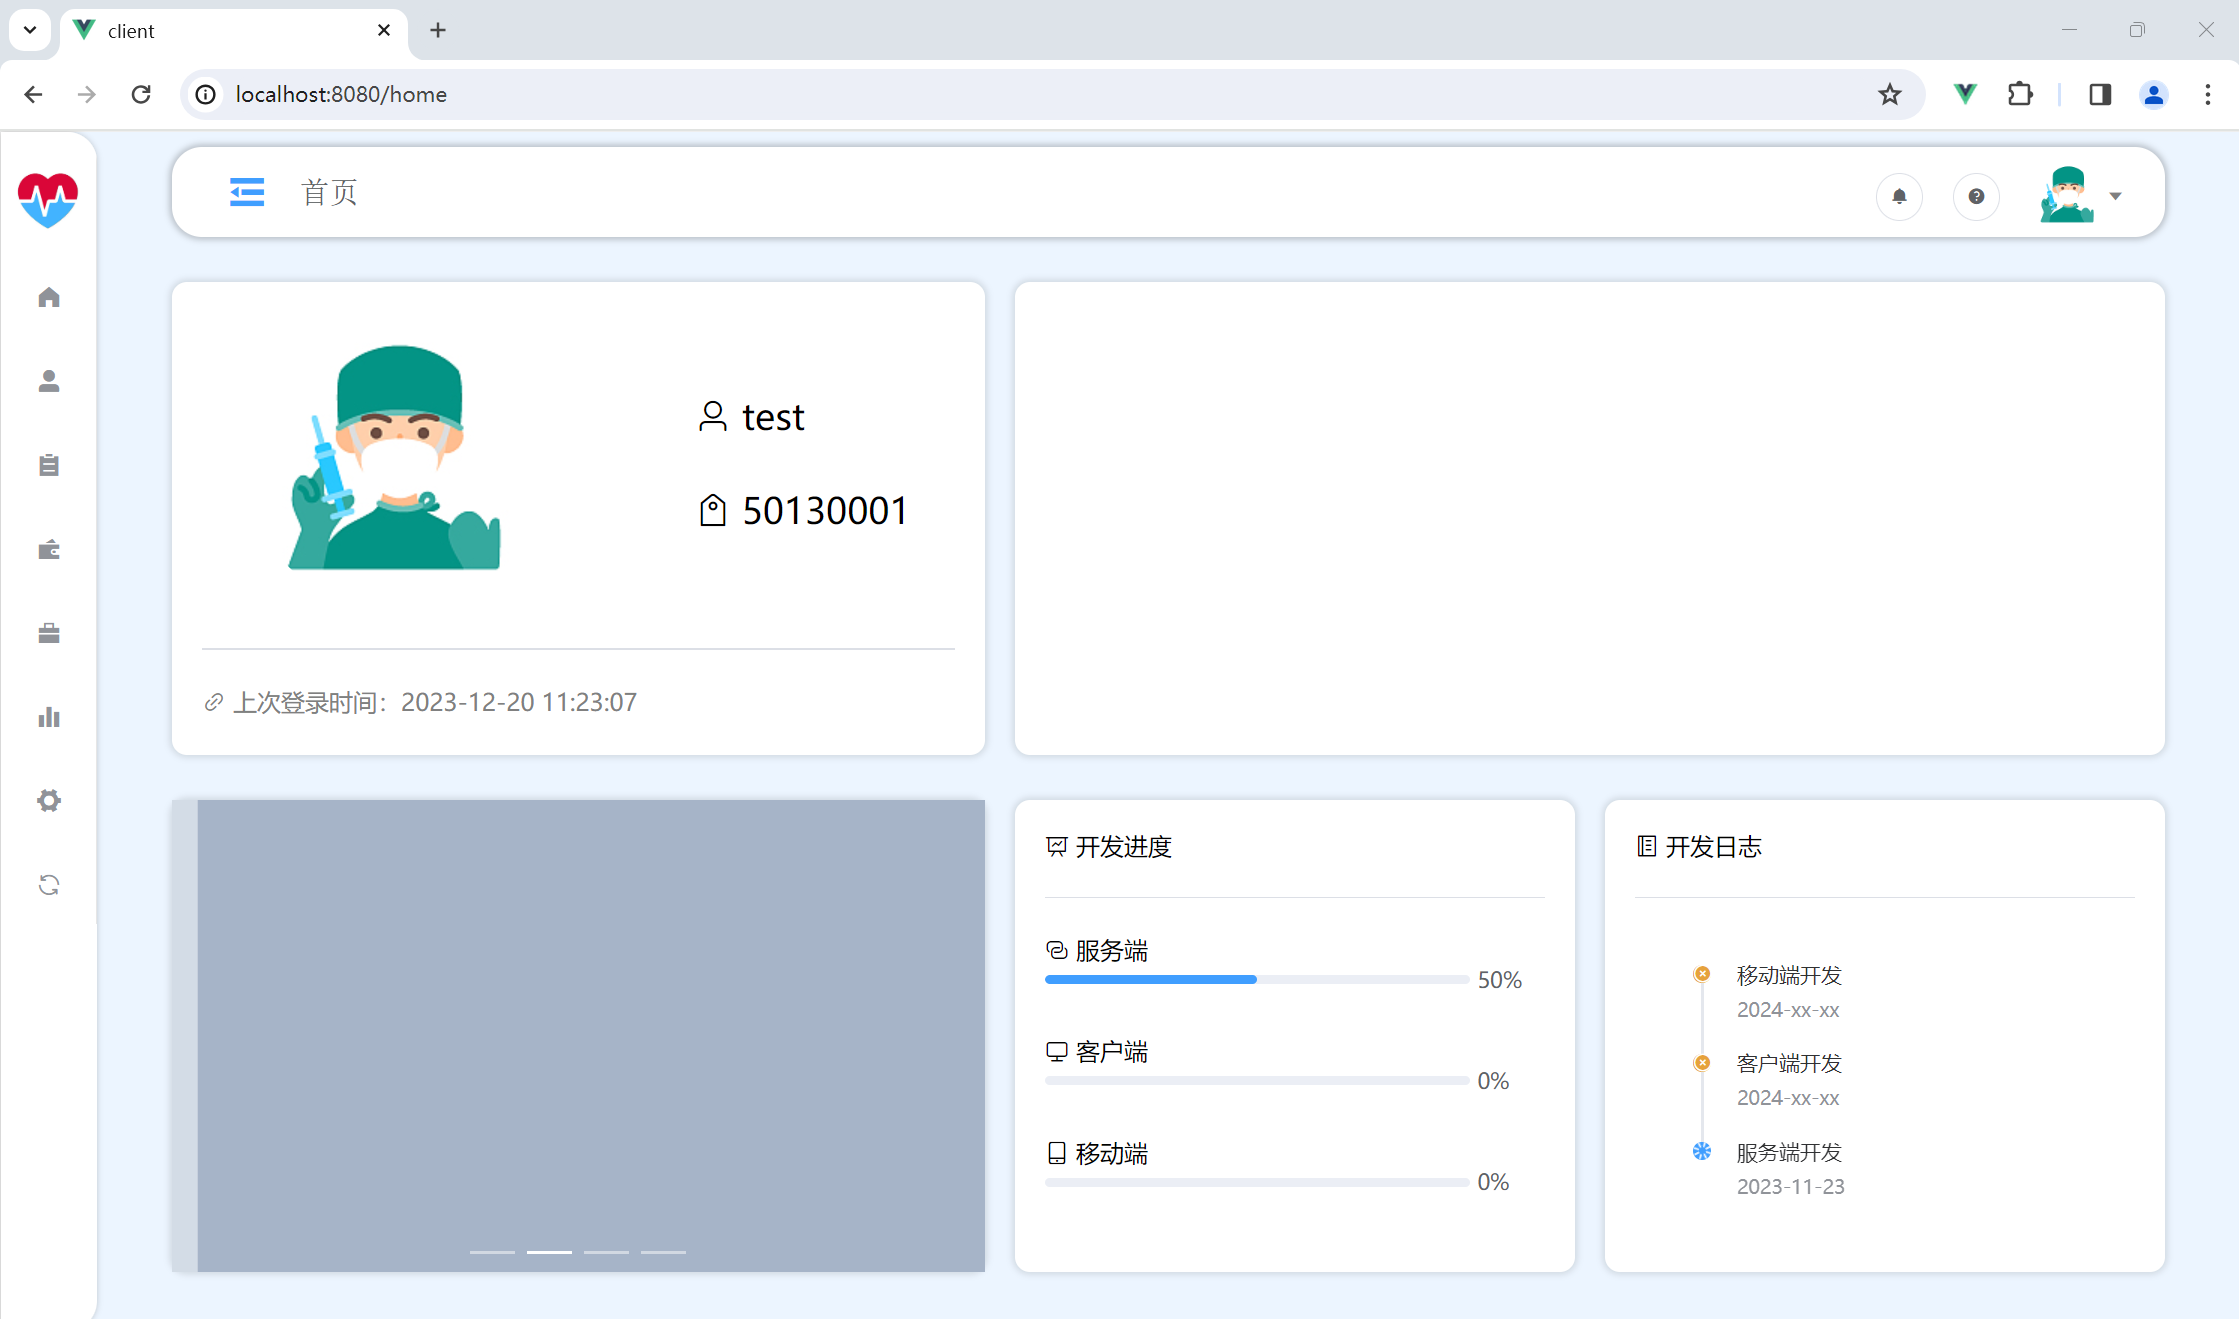 client
localhost:8080/home
首页
test
50130001
上次登录时间：2023-12-20 11:23:07
开发进度
服务端
50%
客户端
0%
移动端
0%
开发日志
移动端开发
2024-xx-xx
客户端开发
2024-xx-xx
服务端开发
2023-11-23